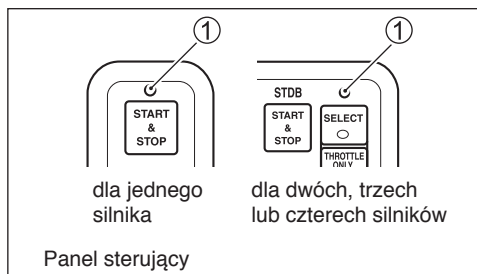 ① ①
STDB
START
&
STOP
START
&
STOP
SELECT
THROTTLE
ONLY
dla jednego
silnika
dla dwóch, trzech
lub czterech silników
Panel sterujący